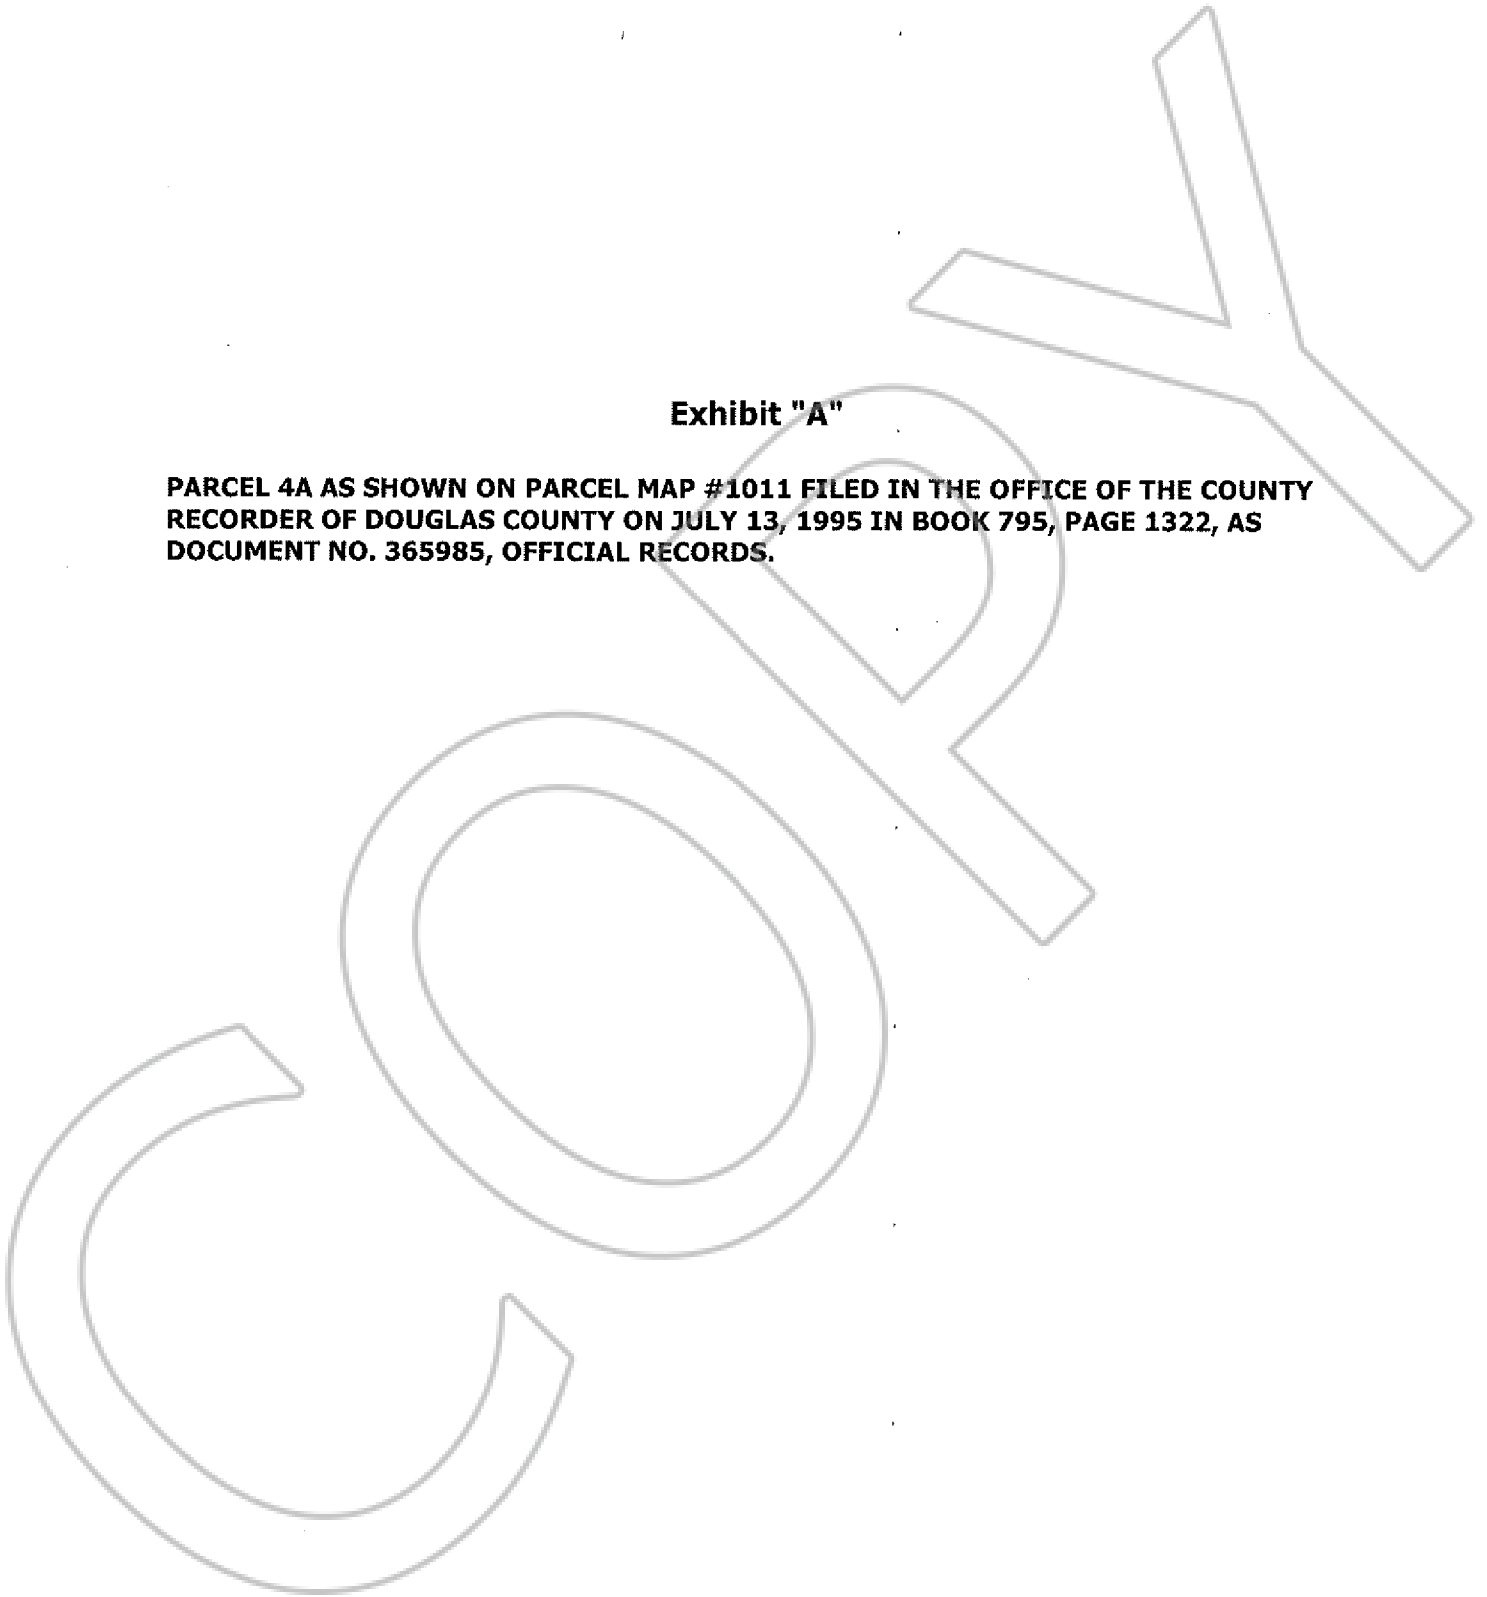 Exhibit "A"
PARCEL 4A AS SHOWN ON PARCEL MAP #1011 FILED IN THE OFFICE OF THE COUNTY
RECORDER OF DOUGLAS COUNTY ON JULY 13, 1995 IN BOOK 795, PAGE 1322, AS
DOCUMENT NO. 365985, OFFICIAL RECORDS.
COPY